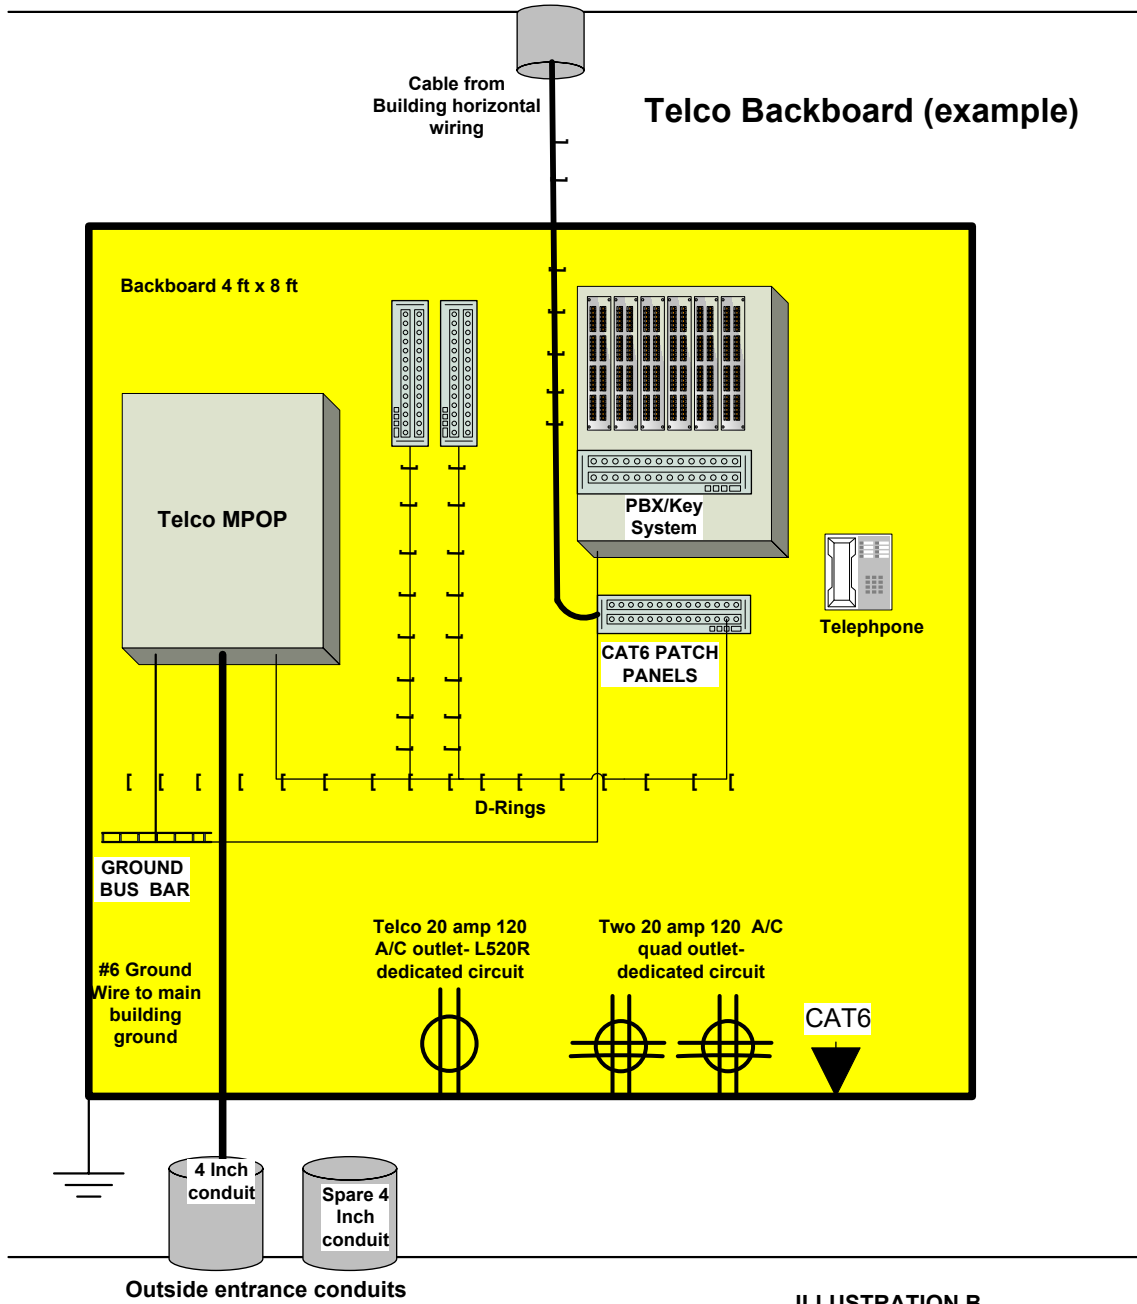 Cable from
Building horizontal
wiring
Telco Backboard (example)
Backboard 4 ft x 8 ft
Telco MPOP
PBX/Key
System
Telephpone
CAT6 PATCH
PANELS
D-Rings
GROUND
BUS BAR
Telco 20 amp 120
A/C outlet- L520R
dedicated circuit
Two 20 amp 120 A/C
quad outlet-
dedicated circuit
#6 Ground
Wire to main
building
ground
CAT6
4 Inch
conduit
Spare 4
Inch
conduit
Outside entrance conduits
ILLUSTRATION B